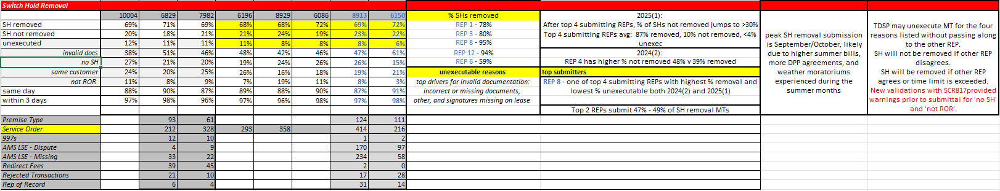 Switch Hold Removal
10004 6829 7982 6196 8929 6086 8913 6150 % SHs removed 2025(1):
SH removed 69% 71% 69% 68% 68% 72% 69% 72% REP 1 - 78% After top 4 submitting REPs, % of SHs not removed jumps to >30%
SH not removed 20% 18% 21% 21% 24% 19% 23% 22% REP 3 - 80% Top 4 submitting REPs avg: 87% removed, 10% not removed, <4%
unexecuted 12% 11% 11% 11% 8% 8% 8% 6% REP 8 - 95% unexec
invalid docs 38% 51% 46% 48% 42% 46% 47% 61% REP 12 - 94% 2024(2):
no SH 27% 21% 20% 19% 24% 26% 26% 15% REP 6 - 59% REP 4 has higher % not removed 48% v 39% removed
same customer 24% 20% 25% 26% 16% 18% 19% 21% unexecutable reasons top submitters
not ROR 11% 8% 9% 7% 19% 11% 8% 3% top drivers for invalid documentation: REP 8 - one of top 4 submitting REPs with highest % removal and
same day 88% 90% 87% 89% 88% 90% 87% 91% incorrect or missing documents, lowest % unexecutable both 2024(2) and 2025(1)
within 3 days 97% 98% 96% 97% 96% 98% 97% 98% other, and signatures missing on lease
Top 2 REPs submit 47% - 49% of SH removal MTs
peak SH removal submission
is September/October, likely
due to higher summer bills,
more DPP agreements, and
weather moratoriums
experienced during the
summer months
TDSP may unexecute MT for the four
reasons listed without passing along
to the other REP.
SH will not be removed if other REP
disagrees.
SH will be removed if other REP
agrees or time limit is exceeded.
New validations with SCR817provided
warnings prior to submittal for 'no SH'
and 'not ROR'.
Premise Type 93 61 124 111
Service Order 212 328 293 358 414 216
997s 12 10 1 2
AMS LSE - Dispute 4 9 170 97
AMS LSE - Missing 33 22 234 58
Redirect Fees 39 45 2 0
Rejected Transactions 21 10 17 28
Rep of Record 6 4 31 14